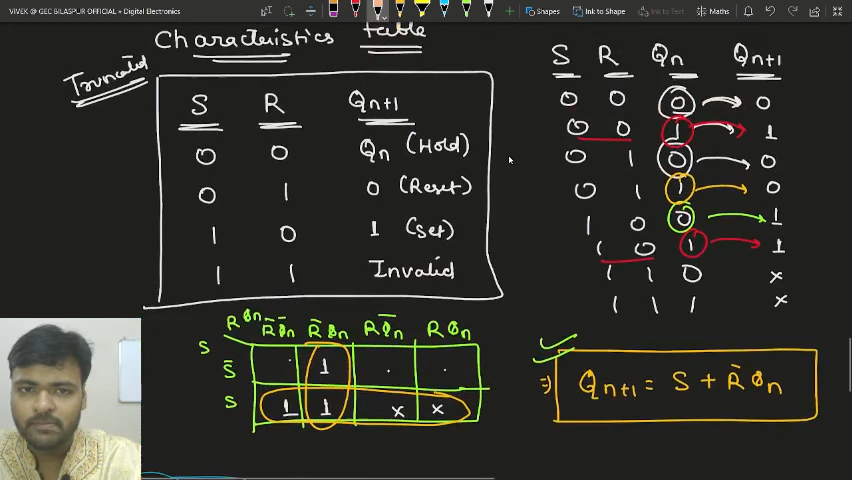 VIVEK @ GEC BILASPUR OFFICIAL » Digital Electronics
Shapes
Ink to Shape
Ink to Text
Maths
Characteristics table
Truncated
S R Qn+1
0 0 Qn (Hold)
0 1 0 (Reset)
1 0 1 (Set)
1 1 Invalid
S R Qn Qn+1
0 0 0 → 0
0 0 1 → 1
0 1 0 → 0
0 1 1 → 0
1 0 0 → 1
1 0 1 → 1
1 1 0 x
1 1 1 x
S RQn R̄Q̄n R̄Qn RQ̄n RQn
S̄ . 1 . .
S 1 1 x x
⇒ Qn+1 = S + R̄Qn